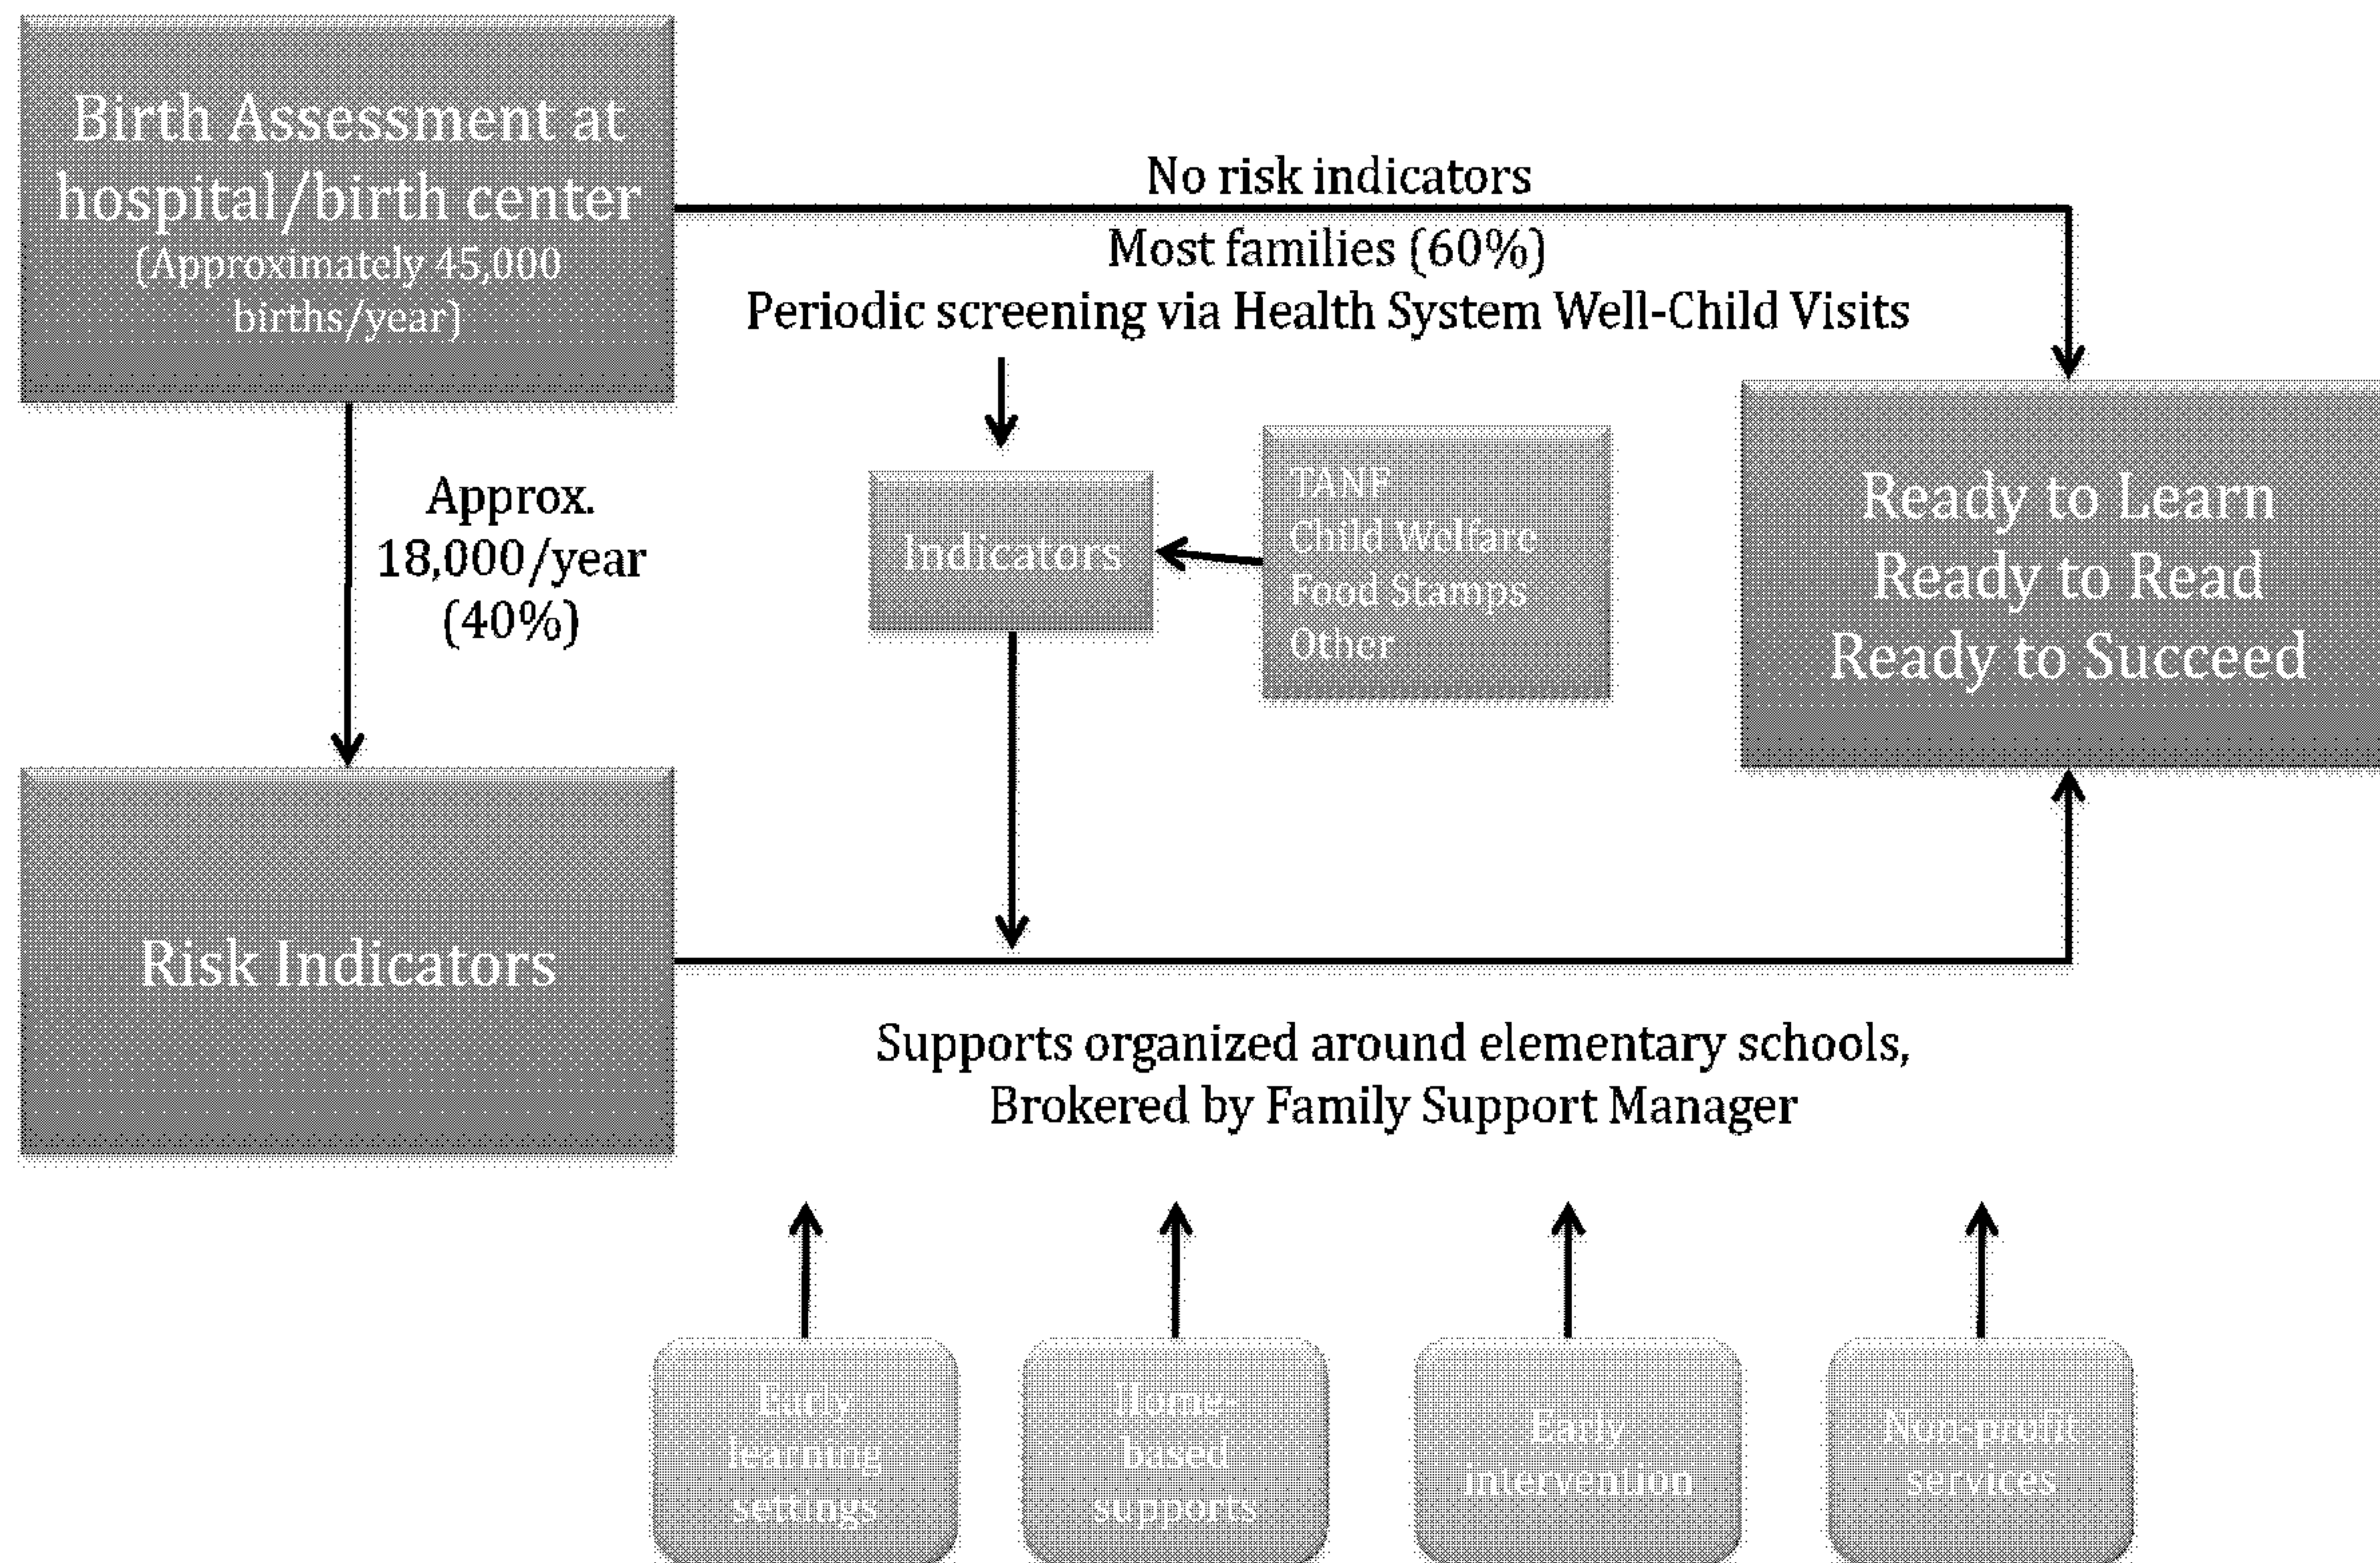 Birth Assessment at
hospital/birth center
(Approximately 45,000
births/year)
No risk indicators
Most families (60%)
Periodic screening via Health System Well-Child Visits
Approx.
18,000/year
(40%)
Indicators
TANF
Child Welfare
Food Stamps
Other
Ready to Learn
Ready to Read
Ready to Succeed
Risk Indicators
Supports organized around elementary schools,
Brokered by Family Support Manager
Early
learning
settings
Home-
based
supports
Early
intervention
Non-profit
services